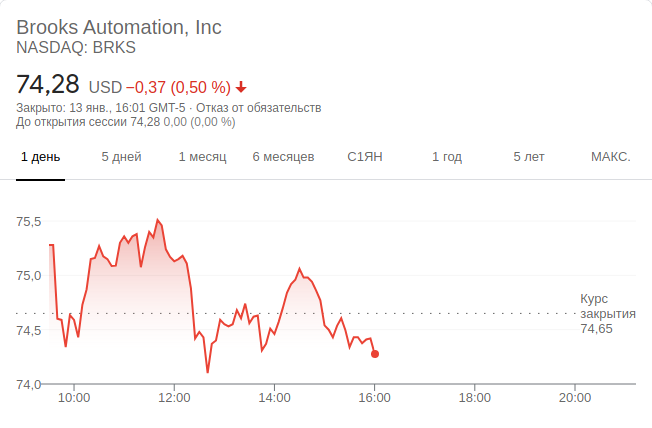 Brooks Automation, Inc
NASDAQ: BRKS
74,28 USD −0,37 (0,50 %)
Закрыто: 13 янв., 16:01 GMT-5 · Отказ от обязательств
До открытия сессии 74,28 0,00 (0,00 %)
1 день 5 дней 1 месяц 6 месяцев С1ЯН 1 год 5 лет МАКС.
75,5
75,0
Курс
закрытия
74,65
74,5
74,0
10:00 12:00 14:00 16:00 18:00 20:00